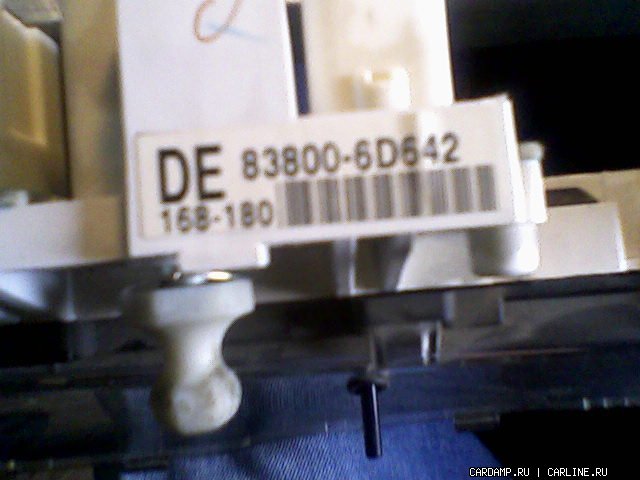 DE 83800-6D642
168-180
CARDAMP.RU | CARLINE.RU